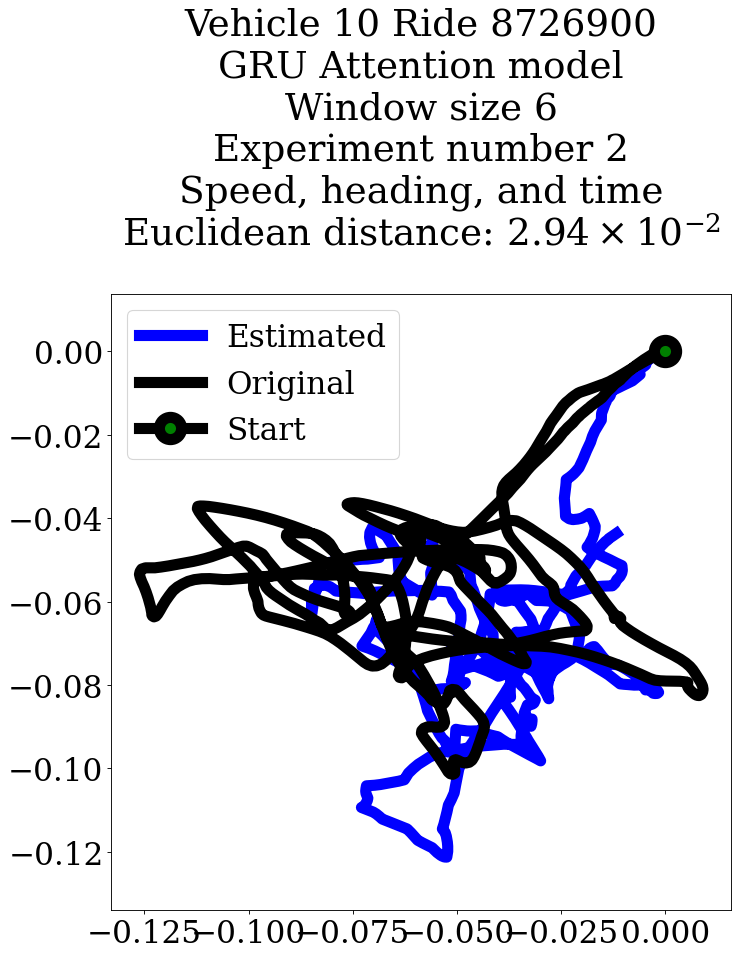 Vehicle 10 Ride 8726900
GRU Attention model
Window size 6
Experiment number 2
Speed, heading, and time
Euclidean distance: 2.94 × 10⁻²
Estimated
Original
Start
0.00
−0.02
−0.04
−0.06
−0.08
−0.10
−0.12
−0.125 −0.100 −0.075 −0.050 −0.025 0.000